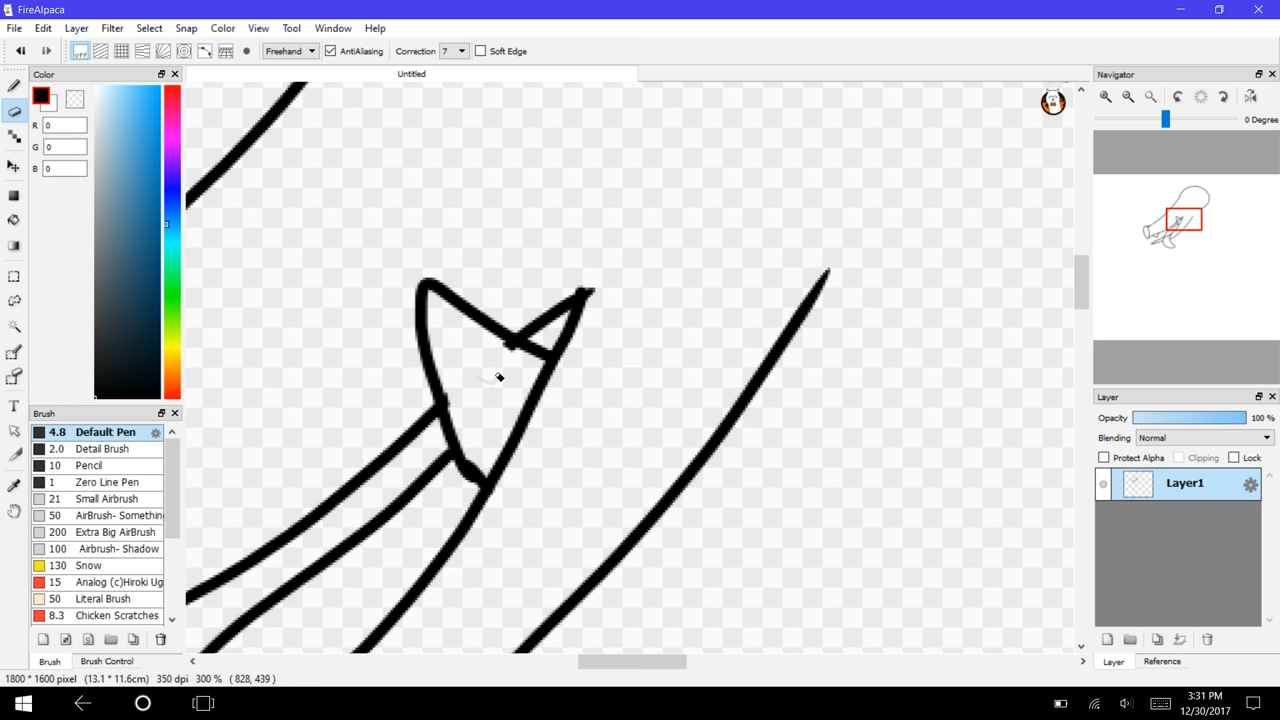 FireAlpaca
File Edit Layer Filter Select Snap Color View Tool Window Help
off Freehand AntiAliasing Correction 7 Soft Edge
Color
Untitled
Navigator
R 0
G 0
B 0
0 Degree
Brush
4.8 Default Pen
2.0 Detail Brush
10 Pencil
1 Zero Line Pen
21 Small Airbrush
50 AirBrush- Somethin
200 Extra Big AirBrush
100 Airbrush- Shadow
130 Snow
15 Analog (c)Hiroki Ug
50 Literal Brush
8.3 Chicken Scratches
Brush Brush Control
Layer
Opacity 100 %
Blending Normal
Protect Alpha Clipping Lock
Layer1
Layer Reference
1800 * 1600 pixel (13.1 * 11.6cm) 350 dpi 300 % ( 828, 439 )
3:31 PM
12/30/2017